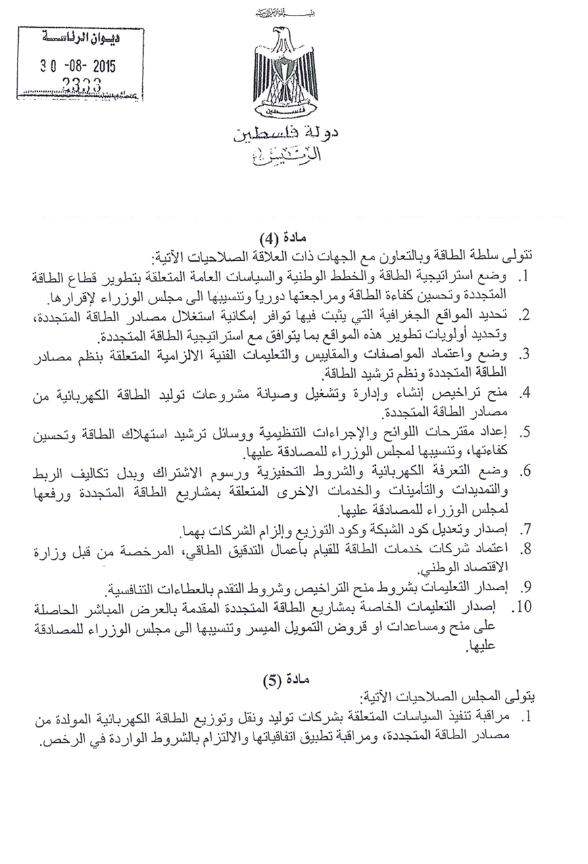 ديوان الرئاسة
30 -08- 2015
2333
فلسطين
دولة فلسطين
الرئيس
مادة (4)
تتولى سلطة الطاقة وبالتعاون مع الجهات ذات العلاقة الصلاحيات الآتية:
1. وضع استراتيجية الطاقة والخطط الوطنية والسياسات العامة المتعلقة بتطوير قطاع الطاقة
المتجددة وتحسين كفاءة الطاقة ومراجعتها دورياً وتنسيبها الى مجلس الوزراء لإقرارها.
2. تحديد المواقع الجغرافية التي يثبت فيها توافر إمكانية استغلال مصادر الطاقة المتجددة،
وتحديد أولويات تطوير هذه المواقع بما يتوافق مع استراتيجية الطاقة المتجددة.
3. وضع واعتماد المواصفات والمقاييس والتعليمات الفنية الالزامية المتعلقة بنظم مصادر
الطاقة المتجددة ونظم ترشيد الطاقة.
4. منح تراخيص إنشاء وإدارة وتشغيل وصيانة مشروعات توليد الطاقة الكهربائية من
مصادر الطاقة المتجددة.
5. إعداد مقترحات اللوائح والإجراءات التنظيمية ووسائل ترشيد استهلاك الطاقة وتحسين
كفاءتها، وتنسيبها لمجلس الوزراء للمصادقة عليها.
6. وضع التعرفة الكهربائية والشروط التحفيزية ورسوم الاشتراك وبدل تكاليف الربط
والتمديدات والتأمينات والخدمات الاخرى المتعلقة بمشاريع الطاقة المتجددة ورفعها
لمجلس الوزراء للمصادقة عليها.
7. إصدار وتعديل كود الشبكة وكود التوزيع وإلزام الشركات بهما.
8. اعتماد شركات خدمات الطاقة للقيام بأعمال التدقيق الطاقي، المرخصة من قبل وزارة
الاقتصاد الوطني.
9. إصدار التعليمات بشروط منح التراخيص وشروط التقدم بالعطاءات التنافسية.
10. إصدار التعليمات الخاصة بمشاريع الطاقة المتجددة المقدمة بالعرض المباشر الحاصلة
على منح ومساعدات او قروض التمويل الميسر وتنسيبها الى مجلس الوزراء للمصادقة
عليها.
مادة (5)
يتولى المجلس الصلاحيات الآتية:
1. مراقبة تنفيذ السياسات المتعلقة بشركات توليد ونقل وتوزيع الطاقة الكهربائية المولدة من
مصادر الطاقة المتجددة، ومراقبة تطبيق اتفاقياتها والالتزام بالشروط الواردة في الرخص.